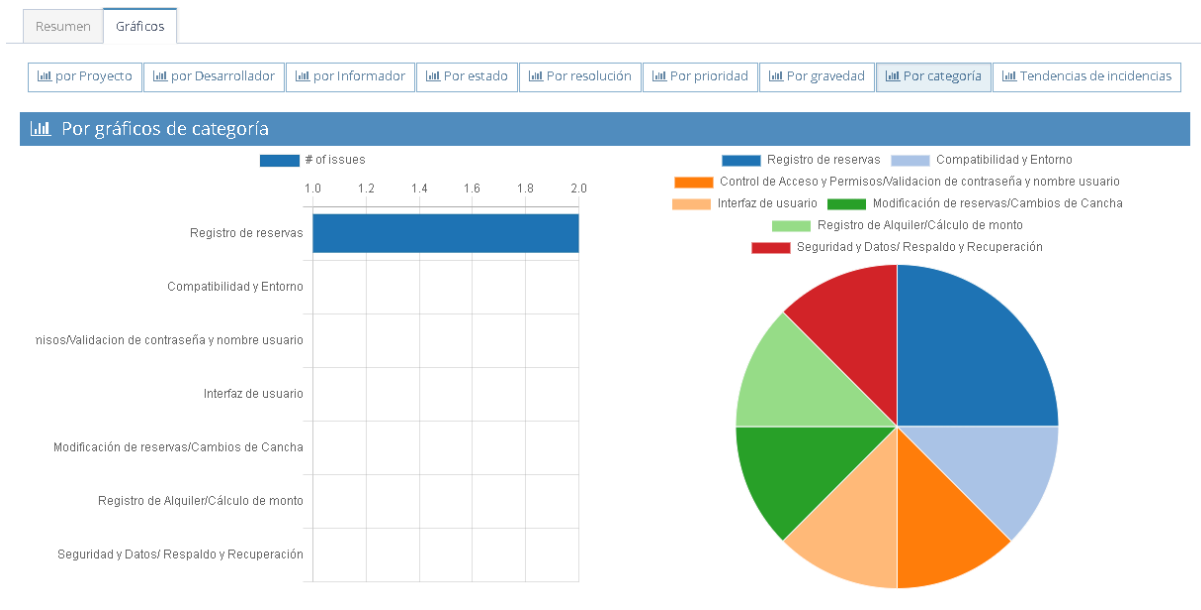 Resumen
Gráficos
por Proyecto
por Desarrollador
por Informador
Por estado
Por resolución
Por prioridad
Por gravedad
Por categoría
Tendencias de incidencias
Por gráficos de categoría
# of issues
1.0 1.2 1.4 1.6 1.8 2.0
Registro de reservas
Compatibilidad y Entorno
nisos/Validacion de contraseña y nombre usuario
Interfaz de usuario
Modificación de reservas/Cambios de Cancha
Registro de Alquiler/Cálculo de monto
Seguridad y Datos/ Respaldo y Recuperación
Registro de reservas Compatibilidad y Entorno
Control de Acceso y Permisos/Validacion de contraseña y nombre usuario
Interfaz de usuario Modificación de reservas/Cambios de Cancha
Registro de Alquiler/Cálculo de monto
Seguridad y Datos/ Respaldo y Recuperación